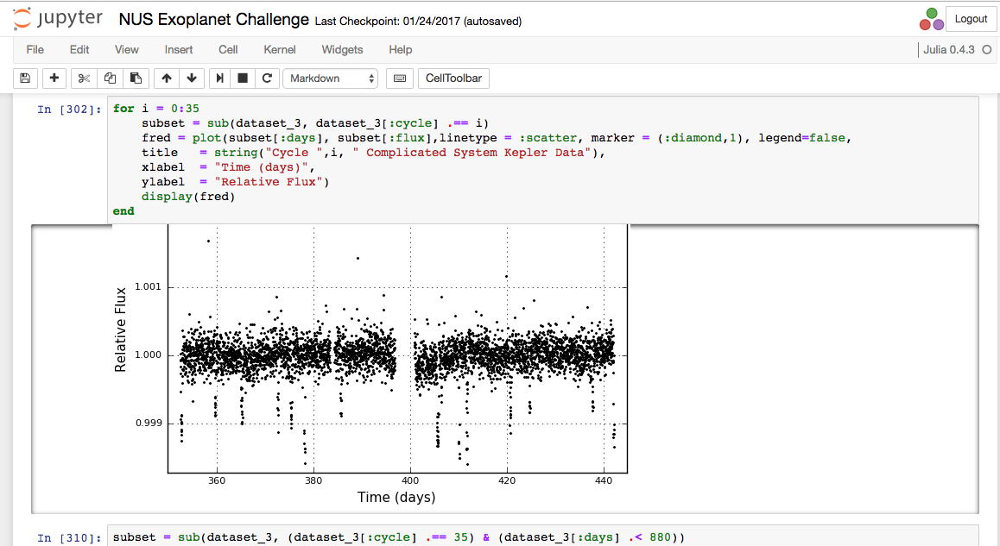 jupyter NUS Exoplanet Challenge Last Checkpoint: 01/24/2017 (autosaved) Logout
File Edit View Insert Cell Kernel Widgets Help Julia 0.4.3
Markdown CellToolbar
In [302]: for i = 0:35
subset = sub(dataset_3, dataset_3[:cycle] .== i)
fred = plot(subset[:days], subset[:flux],linetype = :scatter, marker = (:diamond,1), legend=false,
title = string("Cycle ",i, " Complicated System Kepler Data"),
xlabel = "Time (days)",
ylabel = "Relative Flux")
display(fred)
end
1.001
1.000
0.999
Relative Flux
360 380 400 420 440
Time (days)
In [310]: subset = sub(dataset_3, (dataset_3[:cycle] .== 35) & (dataset_3[:days] .< 880))